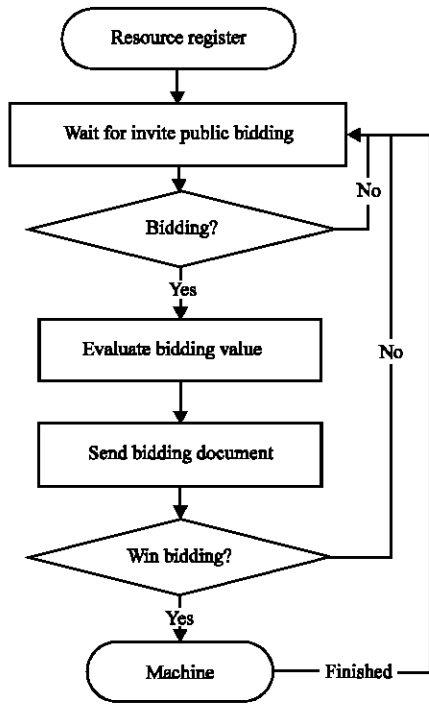 Resource register
Wait for invite public bidding
No
Bidding?
Yes
Evaluate bidding value
No
Send bidding document
Win bidding?
Yes
Machine
Finished